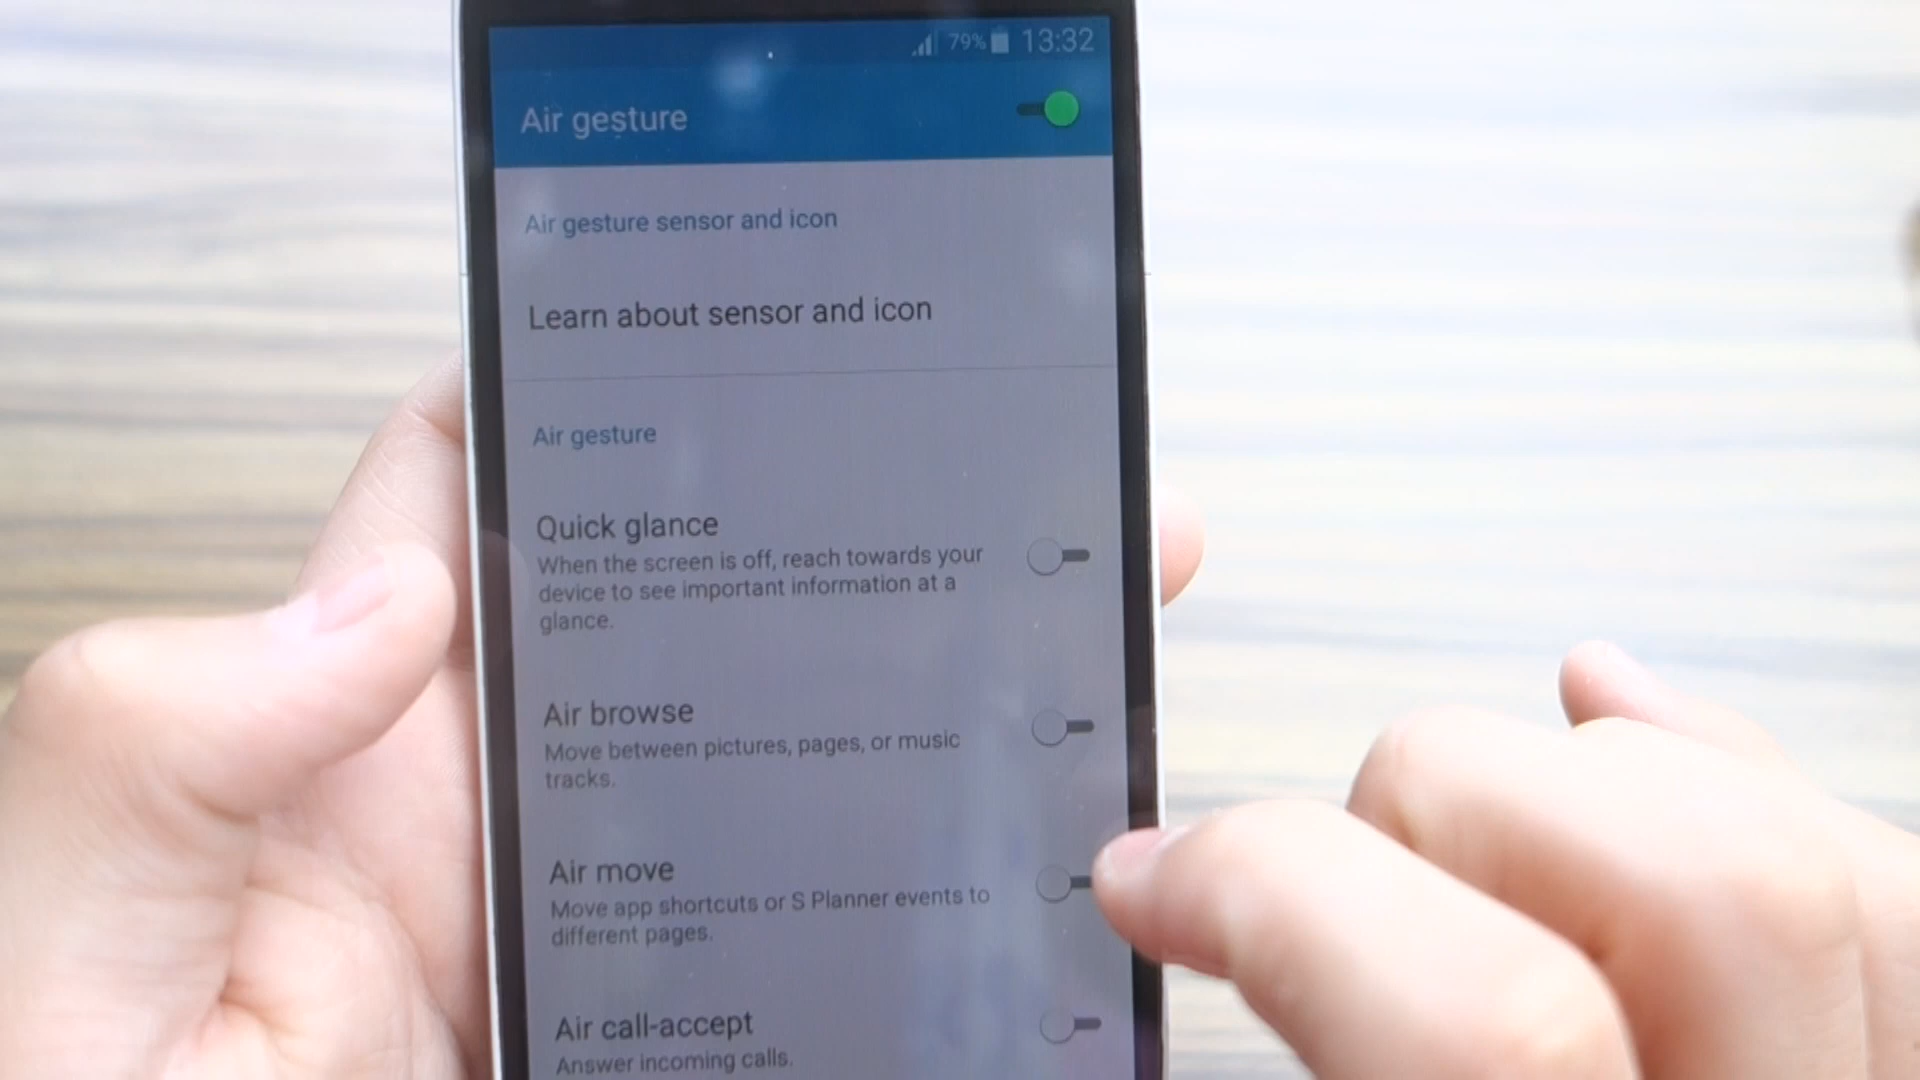 79% 13:32
Air gesture
Air gesture sensor and icon
Learn about sensor and icon
Air gesture
Quick glance
When the screen is off, reach towards your
device to see important information at a
glance.
Air browse
Move between pictures, pages, or music
tracks.
Air move
Move app shortcuts or S Planner events to
different pages.
Air call-accept
Answer incoming calls.